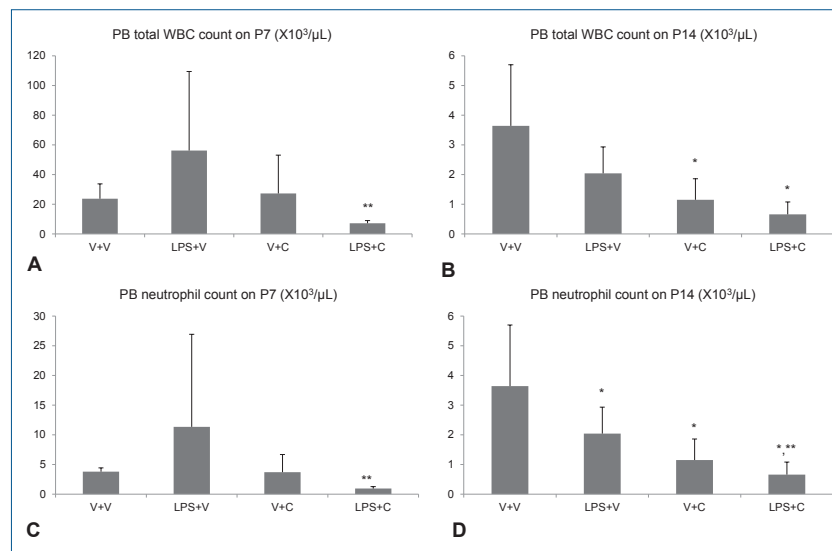 PB total WBC count on P7 (X10³/µL)
120
100
80
60
40
20
0
**
V+V LPS+V V+C LPS+C
A
PB total WBC count on P14 (X10³/µL)
6
5
4
3
2
1
0
*
*
V+V LPS+V V+C LPS+C
B
PB neutrophil count on P7 (X10³/µL)
30
25
20
15
10
5
0
**
V+V LPS+V V+C LPS+C
C
PB neutrophil count on P14 (X10³/µL)
6
5
4
3
2
1
0
*
*
*,**
V+V LPS+V V+C LPS+C
D